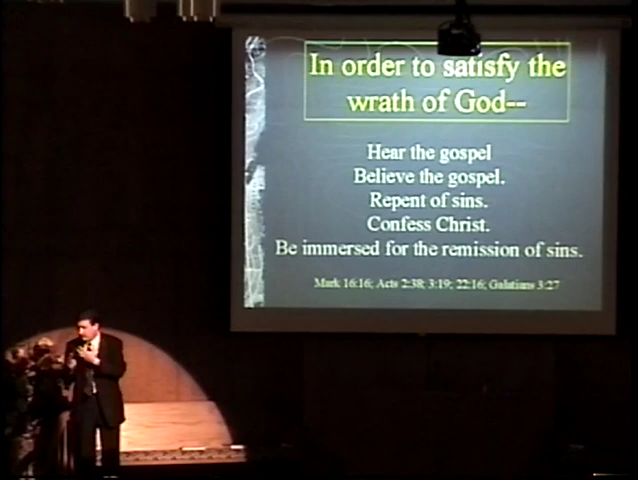 In order to satisfy the
wrath of God--
Hear the gospel
Believe the gospel.
Repent of sins.
Confess Christ.
Be immersed for the remission of sins.
Mark 16:16; Acts 2:38; 3:19; 22:16; Galatians 3:27